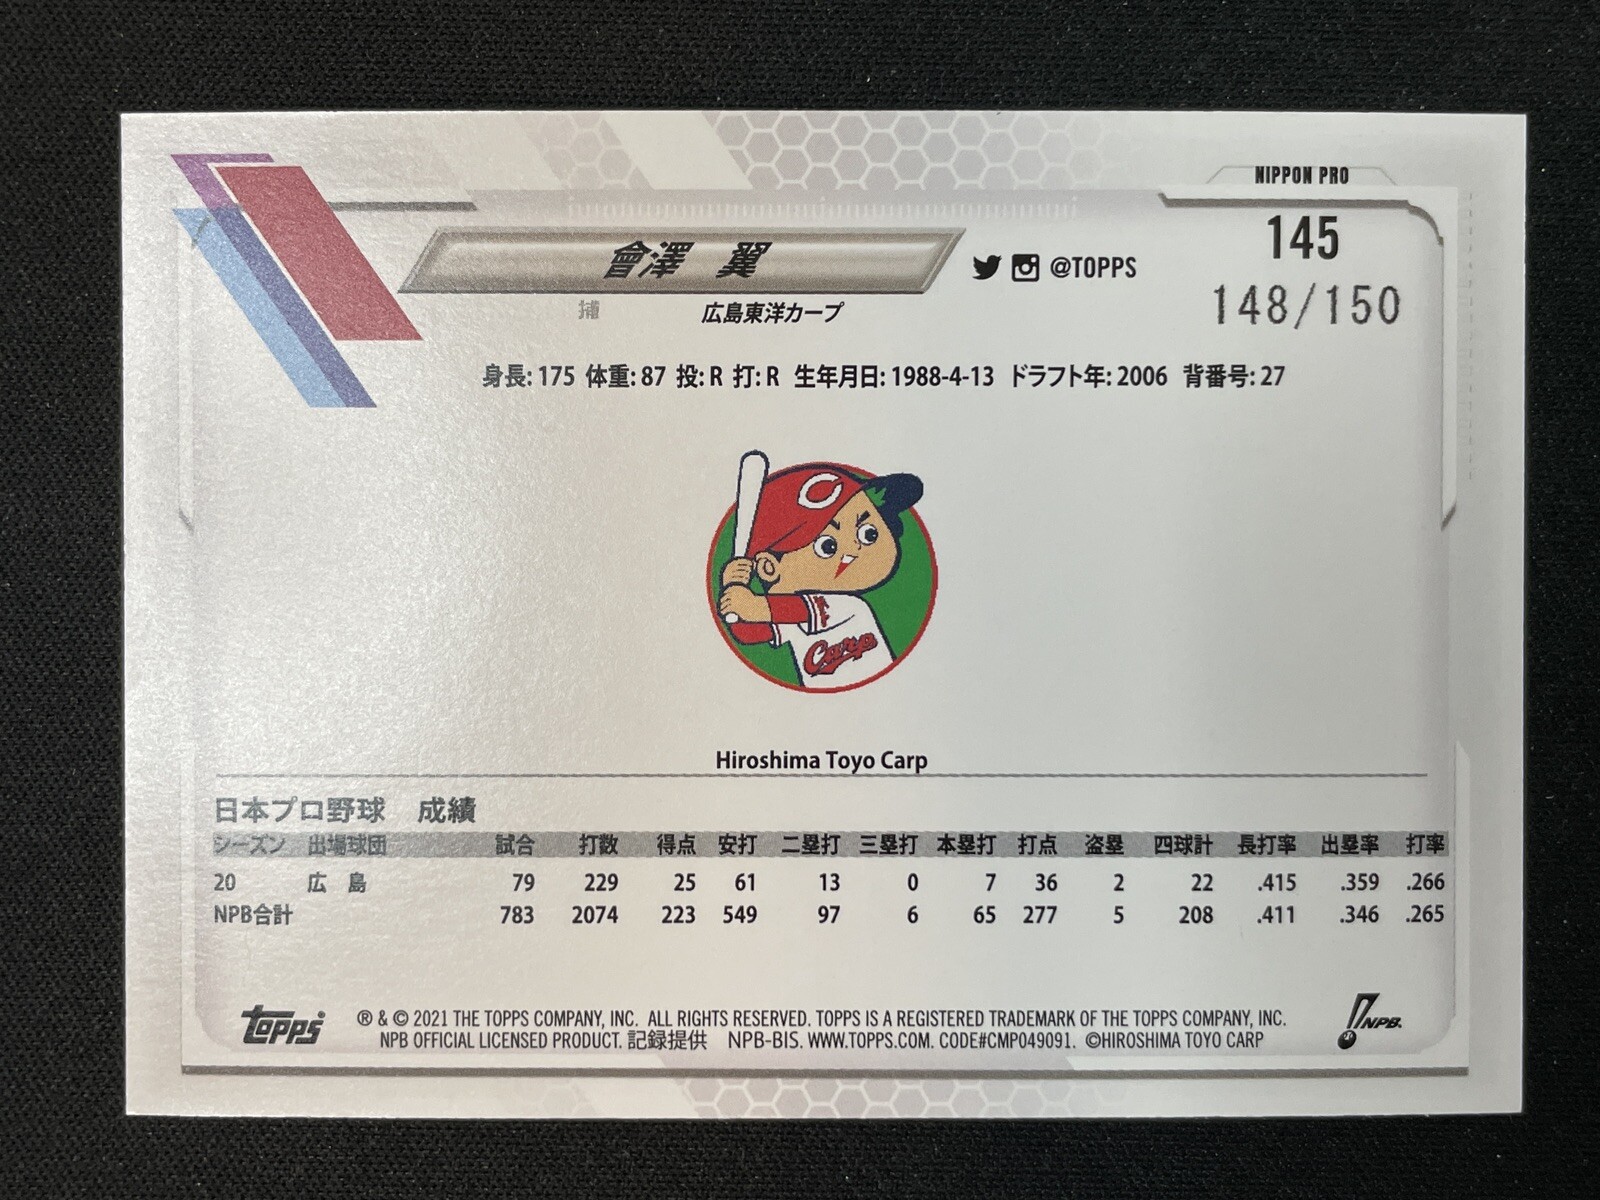 NIPPON PRO
145
148/150
會澤 翼
@TOPPS
捕 広島東洋カープ
身長: 175 体重: 87 投: R 打: R 生年月日: 1988-4-13 ドラフト年: 2006 背番号: 27
C
Carp
Hiroshima Toyo Carp
日本プロ野球 成績
シーズン 出場球団 試合 打数 得点 安打 二塁打 三塁打 本塁打 打点 盗塁 四球計 長打率 出塁率 打率
20 広 島 79 229 25 61 13 0 7 36 2 22 .415 .359 .266
NPB合計 783 2074 223 549 97 6 65 277 5 208 .411 .346 .265
topps
® & © 2021 THE TOPPS COMPANY, INC. ALL RIGHTS RESERVED. TOPPS IS A REGISTERED TRADEMARK OF THE TOPPS COMPANY, INC.
NPB OFFICIAL LICENSED PRODUCT. 記録提供 NPB-BIS. WWW.TOPPS.COM. CODE#CMP049091. ©HIROSHIMA TOYO CARP
NPB.